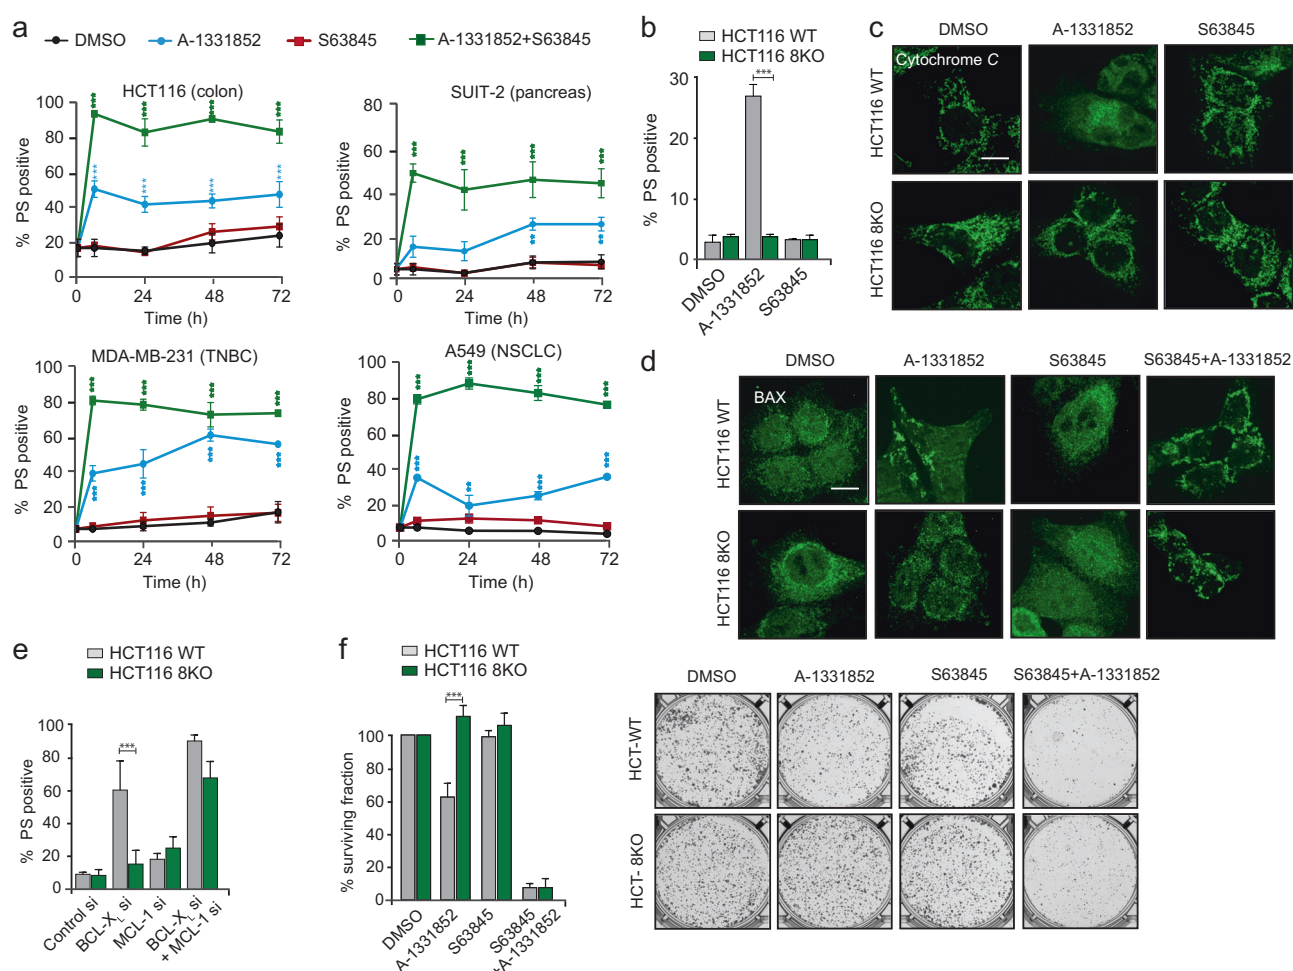 a
DMSO
A-1331852
S63845
A-1331852+S63845
HCT116 (colon)
% PS positive
100
80
60
40
20
0
***
***
***
***
***
***
***
***
0 24 48 72
Time (h)
SUIT-2 (pancreas)
% PS positive
80
60
40
20
0
***
***
***
***
**
**
0 24 48 72
Time (h)
MDA-MB-231 (TNBC)
% PS positive
100
80
60
40
20
0
***
***
***
***
***
***
***
***
0 24 48 72
Time (h)
A549 (NSCLC)
% PS positive
100
80
60
40
20
0
***
***
***
***
***
**
***
***
0 24 48 72
Time (h)
b
HCT116 WT
HCT116 8KO
% PS positive
30
20
10
0
***
DMSO
A-1331852
S63845
c
DMSO A-1331852 S63845
HCT116 WT
Cytochrome C
HCT116 8KO
d
DMSO A-1331852 S63845 S63845+A-1331852
HCT116 WT
BAX
HCT116 8KO
e
HCT116 WT
HCT116 8KO
% PS positive
100
80
60
40
20
0
***
Control si
BCL-XL si
MCL-1 si
BCL-XL si
+ MCL-1 si
f
HCT116 WT
HCT116 8KO
% surviving fraction
100
80
60
40
20
0
***
DMSO
A-1331852
S63845
S63845
+A-1331852
DMSO A-1331852 S63845 S63845+A-1331852
HCT-WT
HCT- 8KO